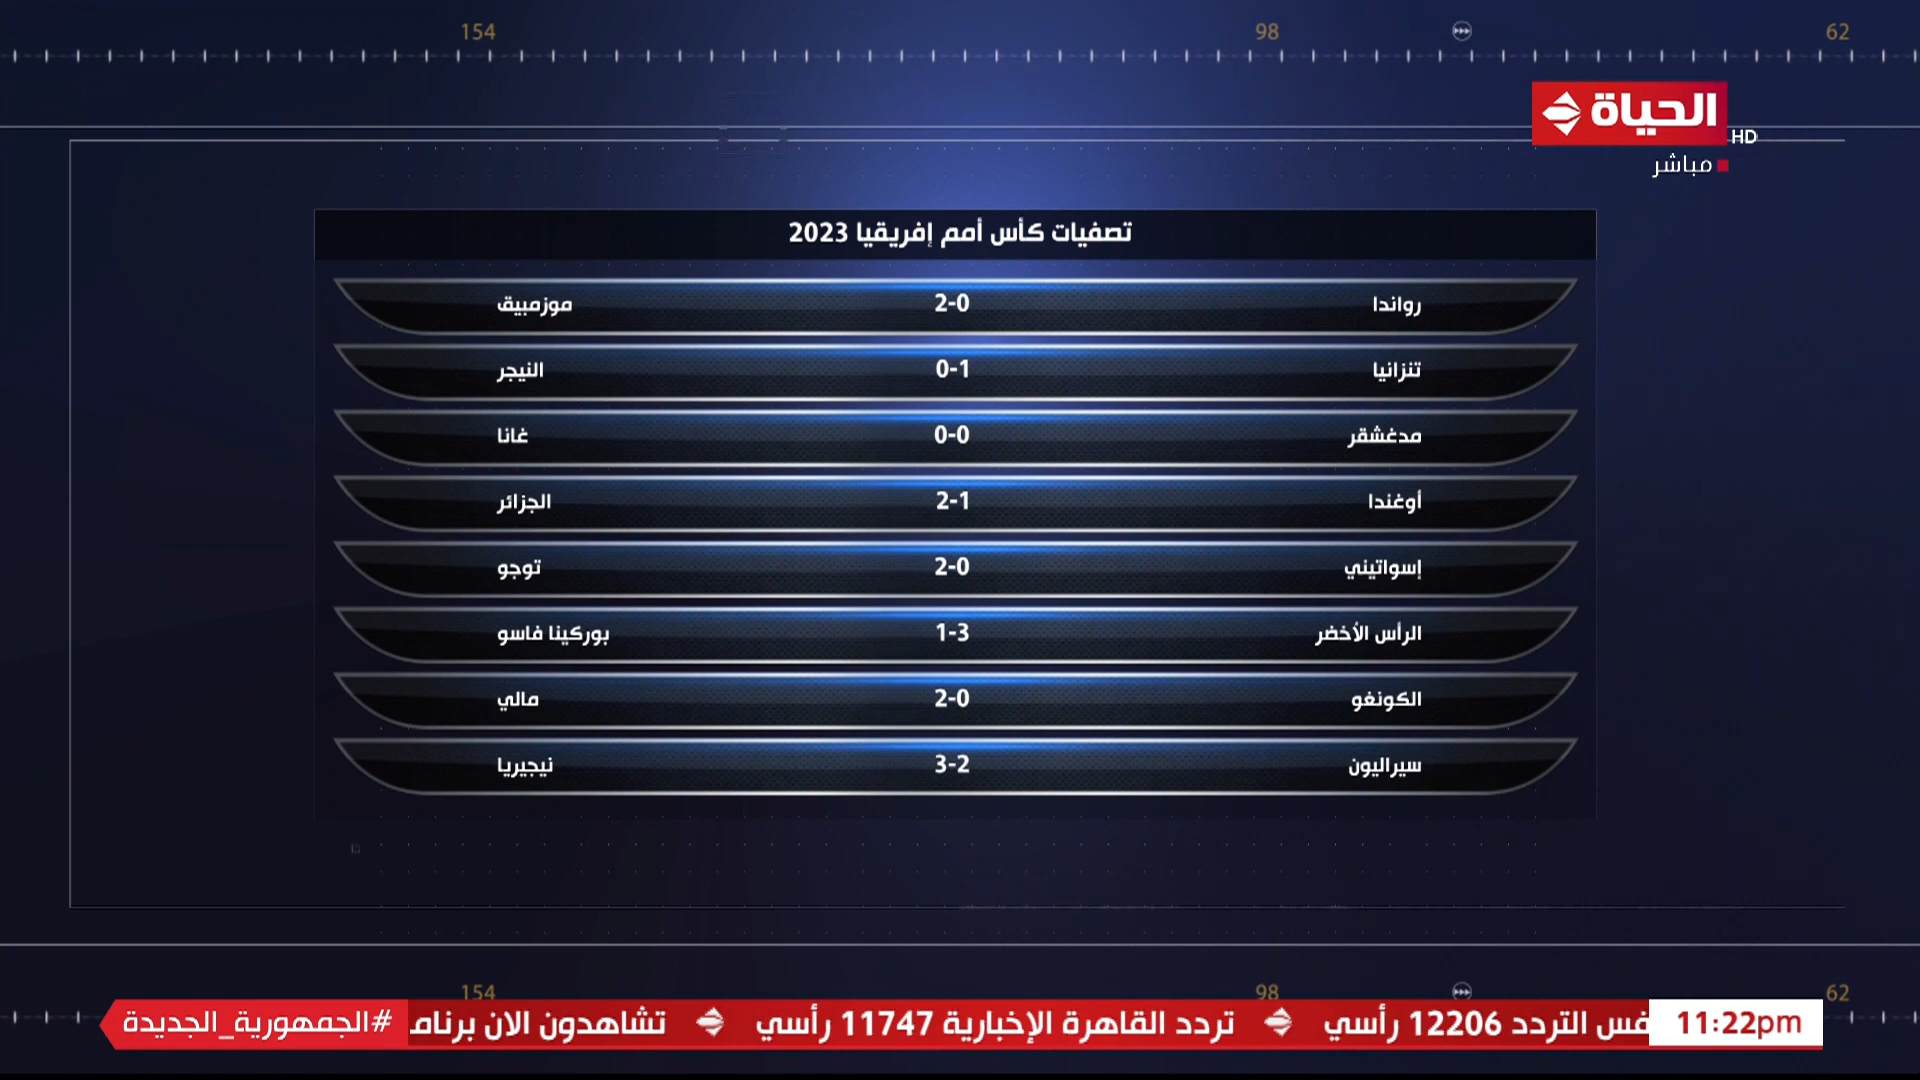 154 98 62
الحياة
HD
مباشر
تصفيات كأس أمم إفريقيا 2023
رواندا 2-0 موزمبيق
تنزانيا 0-1 النيجر
مدغشقر 0-0 غانا
أوغندا 2-1 الجزائر
إسواتيني 2-0 توجو
الرأس الأخضر 1-3 بوركينا فاسو
الكونغو 2-0 مالي
سيراليون 3-2 نيجيريا
154 98 62
11:22pm فس التردد 12206 رأسي تردد القاهرة الإخبارية 11747 رأسي تشاهدون الان برنام #الجمهورية_الجديدة